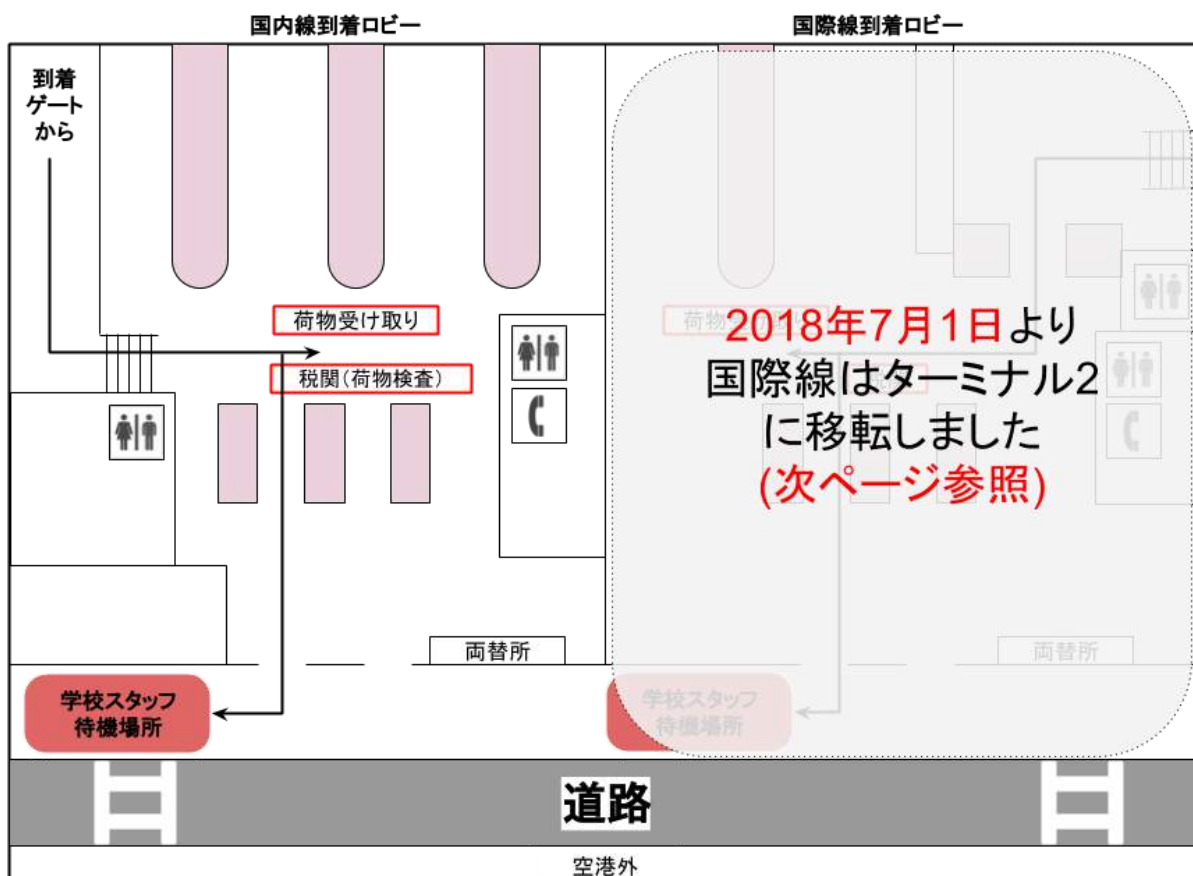 国内線到着ロビー
国際線到着ロビー
到着
ゲート
から
荷物受け取り
税関(荷物検査)
両替所
学校スタッフ
待機場所
2018年7月1日より
国際線はターミナル2
に移転しました
(次ページ参照)
両替所
学校スタッフ
待機場所
道路
空港外